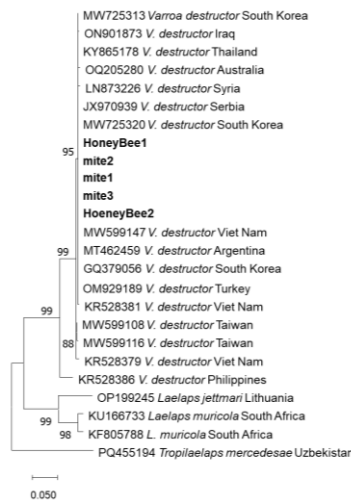 MW725313 Varroa destructor South Korea
ON901873 V. destructor Iraq
KY865178 V. destructor Thailand
OQ205280 V. destructor Australia
LN873226 V. destructor Syria
JX970939 V. destructor Serbia
MW725320 V. destructor South Korea
95
HoneyBee1
mite2
mite1
mite3
HoeneyBee2
MW599147 V. destructor Viet Nam
99
MT462459 V. destructor Argentina
GQ379056 V. destructor South Korea
OM929189 V. destructor Turkey
99
KR528381 V. destructor Viet Nam
MW599108 V. destructor Taiwan
88
MW599116 V. destructor Taiwan
KR528379 V. destructor Viet Nam
KR528386 V. destructor Philippines
OP199245 Laelaps jettmari Lithuania
99
KU166733 Laelaps muricola South Africa
98
KF805788 L. muricola South Africa
PQ455194 Tropilaelaps mercedesae Uzbekistan
0.050